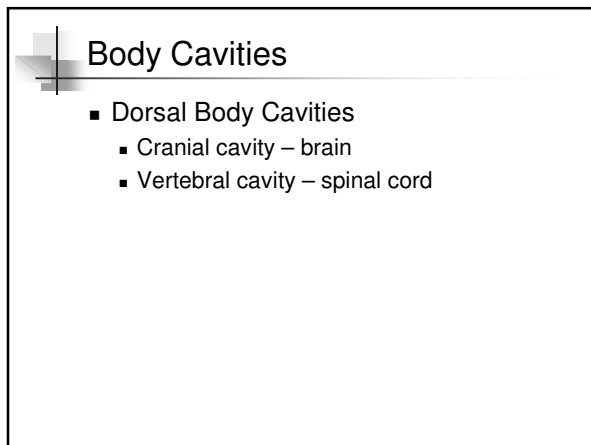 Body Cavities
▪ Dorsal Body Cavities
▪ Cranial cavity – brain
▪ Vertebral cavity – spinal cord